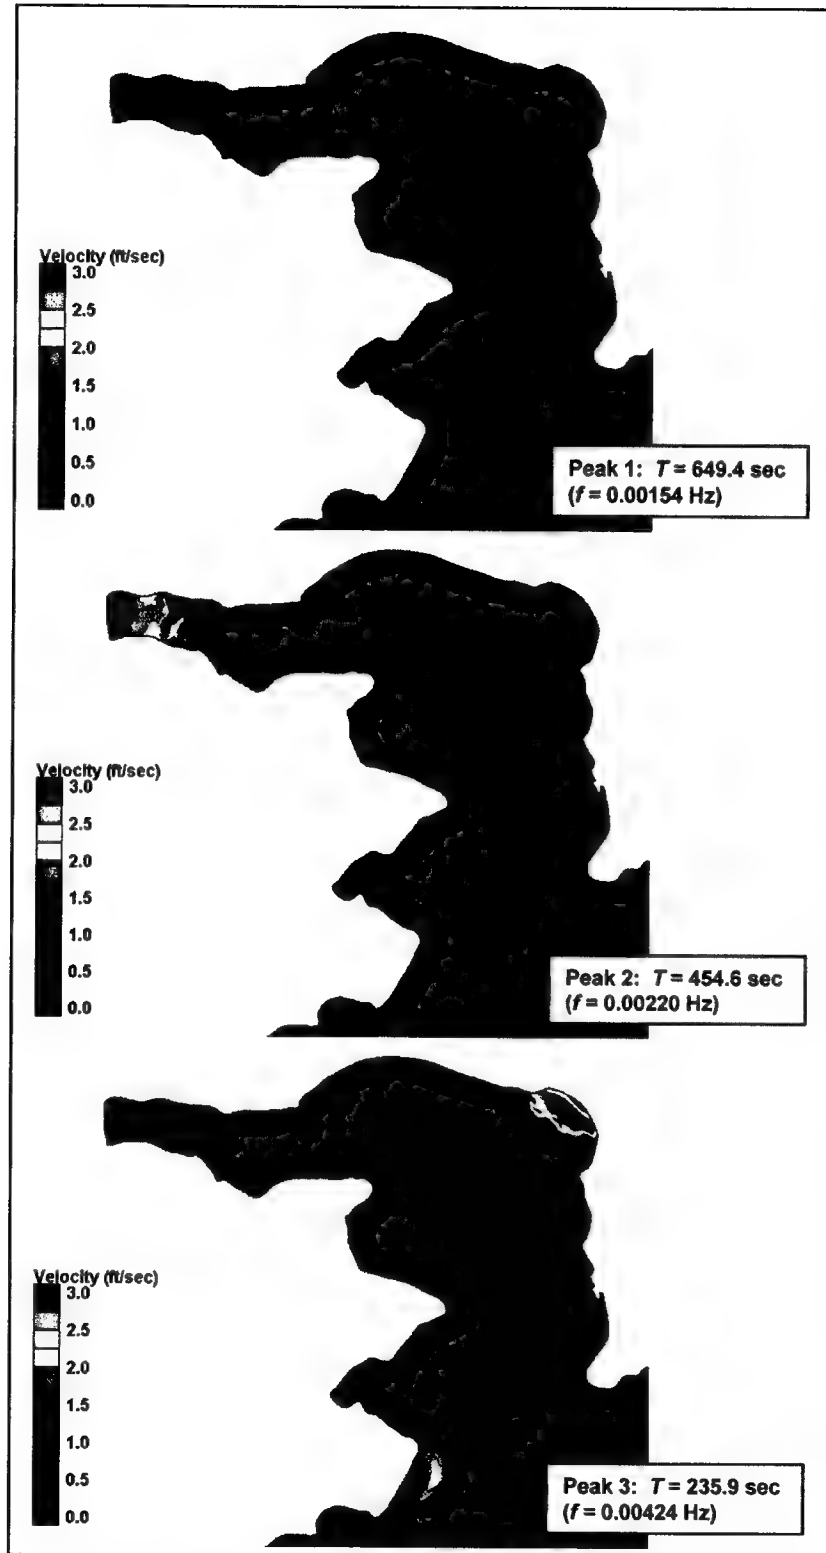 Velocity (ft/sec)
3.0
2.5
2.0
1.5
1.0
0.5
0.0
Peak 1: T = 649.4 sec
(f = 0.00154 Hz)
Velocity (ft/sec)
3.0
2.5
2.0
1.5
1.0
0.5
0.0
Peak 2: T = 454.6 sec
(f = 0.00220 Hz)
Velocity (ft/sec)
3.0
2.5
2.0
1.5
1.0
0.5
0.0
Peak 3: T = 235.9 sec
(f = 0.00424 Hz)